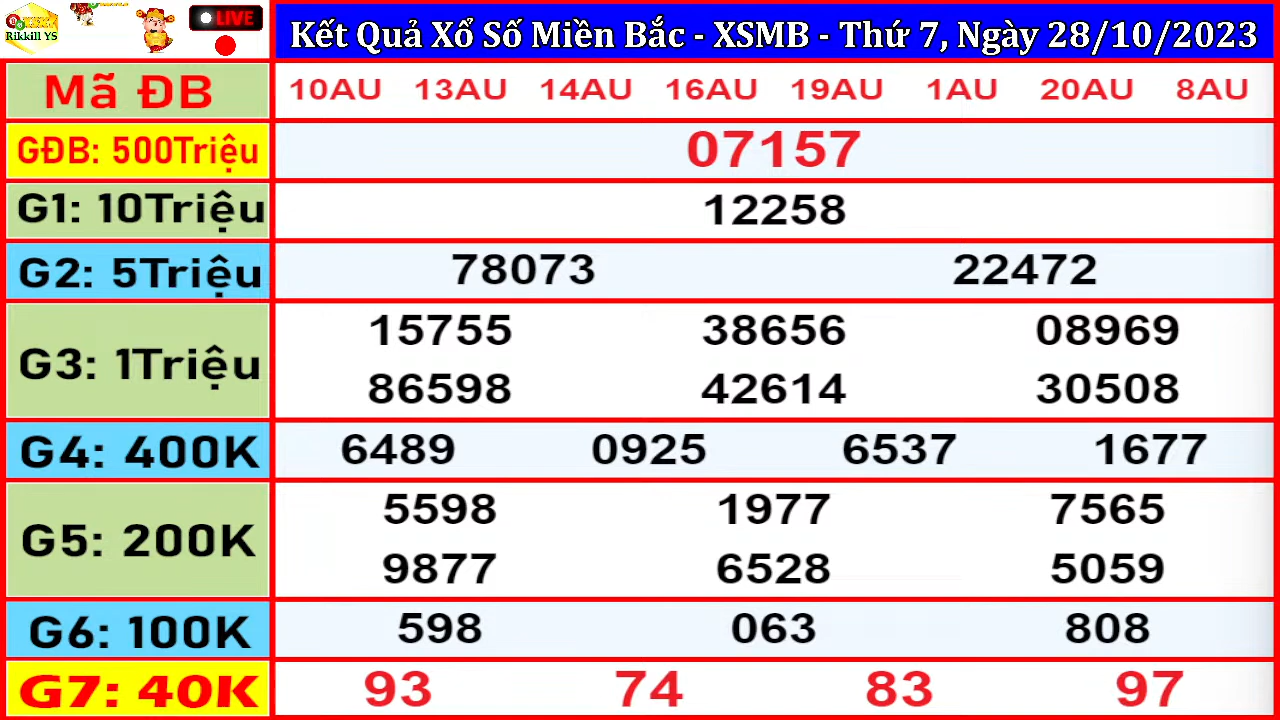 Rikkill YS
LIVE
Kết Quả Xổ Số Miền Bắc - XSMB - Thứ 7, Ngày 28/10/2023
Mã ĐB 10AU 13AU 14AU 16AU 19AU 1AU 20AU 8AU
GĐB: 500Triệu 07157
G1: 10Triệu 12258
G2: 5Triệu 78073 22472
G3: 1Triệu 15755 38656 08969
86598 42614 30508
G4: 400K 6489 0925 6537 1677
G5: 200K 5598 1977 7565
9877 6528 5059
G6: 100K 598 063 808
G7: 40K 93 74 83 97